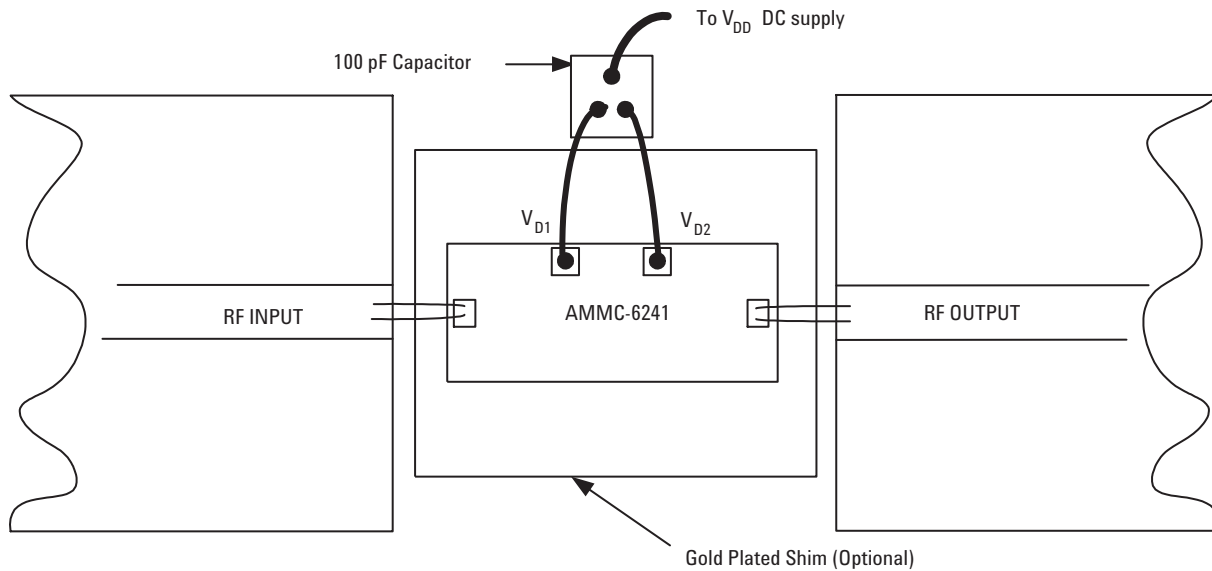 To VDD DC supply
100 pF Capacitor
VD1
VD2
RF INPUT
AMMC-6241
RF OUTPUT
Gold Plated Shim (Optional)